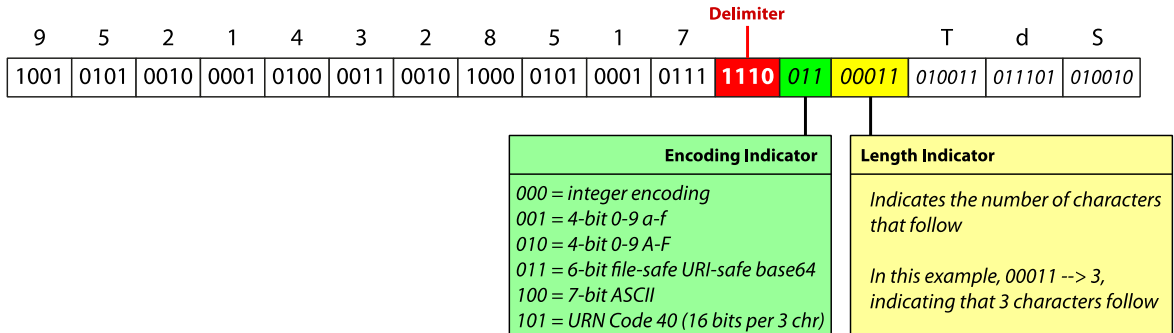 Delimiter
9 5 2 1 4 3 2 8 5 1 7 T d S
1001 0101 0010 0001 0100 0011 0010 1000 0101 0001 0111 1110 011 00011 010011 011101 010010
Encoding Indicator
000 = integer encoding
001 = 4-bit 0-9 a-f
010 = 4-bit 0-9 A-F
011 = 6-bit file-safe URI-safe base64
100 = 7-bit ASCII
101 = URN Code 40 (16 bits per 3 chr)
Length Indicator
Indicates the number of characters
that follow
In this example, 00011 --> 3,
indicating that 3 characters follow